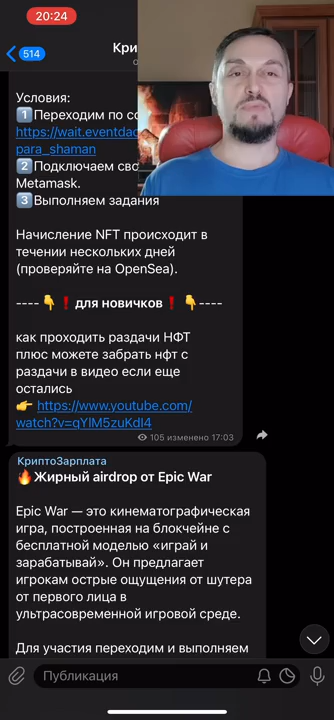 20:24
514
Кри
Условия:
1 Переходим по сс
https://wait.eventdac
para_shaman
2 Подключаем сво
Metamask.
3 Выполняем задания
Начисление NFT происходит в
течении нескольких дней
(проверяйте на OpenSea).
----👇❗для новичков❗👇----
как проходить раздачи НФТ
плюс можете забрать нфт с
раздачи в видео если еще
остались
👉 https://www.youtube.com/
watch?v=qYlM5zuKdI4
105 изменено 17:03
КриптоЗарплата
🔥Жирный airdrop от Epic War
Epic War — это кинематографическая
игра, построенная на блокчейне с
бесплатной моделью «играй и
зарабатывай». Он предлагает
игрокам острые ощущения от шутера
от первого лица в
ультрасовременной игровой среде.
Для участия переходим и выполняем
Публикация